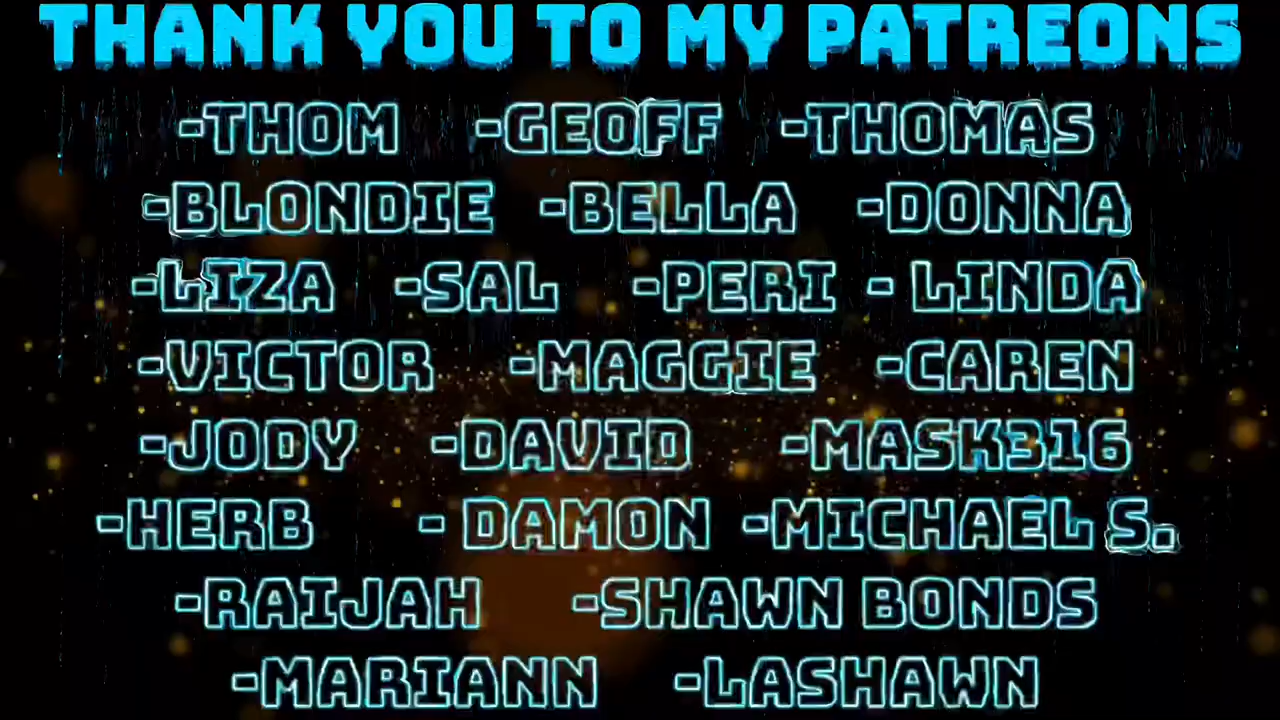 THANK YOU TO MY PATREONS
-THOM -GEOFF -THOMAS
-BLONDIE -BELLA -DONNA
-LIZA -SAL -PERI - LINDA
-VICTOR -MAGGIE -CAREN
-JODY -DAVID -MASK316
-HERB - DAMON -MICHAEL S.
-RAIJAH -SHAWN BONDS
-MARIANN -LASHAWN